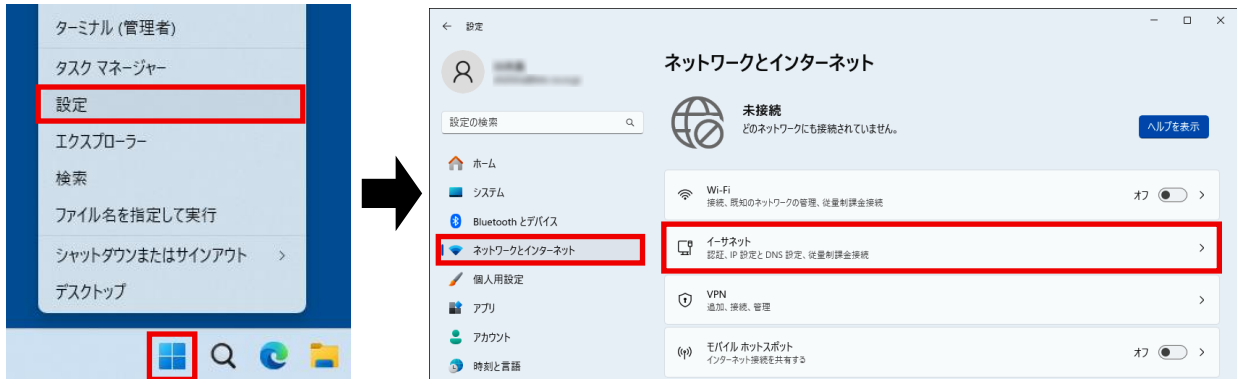 ターミナル (管理者)
タスク マネージャー
設定
エクスプローラー
検索
ファイル名を指定して実行
シャットダウンまたはサインアウト
デスクトップ
設定
設定の検索
ホーム
システム
Bluetooth とデバイス
ネットワークとインターネット
個人用設定
アプリ
アカウント
時刻と言語
ネットワークとインターネット
未接続
どのネットワークにも接続されていません。
ヘルプを表示
Wi-Fi
接続、既知のネットワークの管理、従量制課金接続
オフ
イーサネット
認証、IP 設定と DNS 設定、従量制課金接続
VPN
追加、接続、管理
モバイル ホットスポット
インターネット接続を共有する
オフ